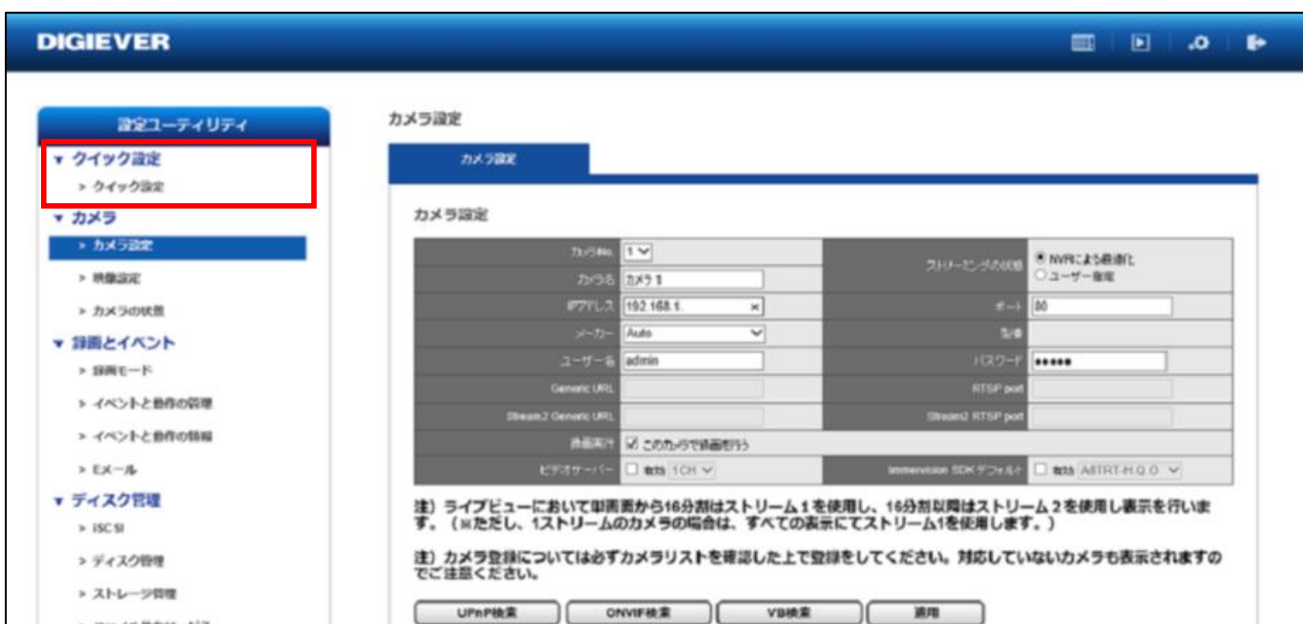 DIGIEVER
設定ユーティリティ
クイック設定
> クイック設定
カメラ
> カメラ設定
> 映像設定
> カメラの状態
録画とイベント
> 録画モード
> イベントと動作の管理
> イベントと動作の情報
> Eメール
ディスク管理
> iSCSI
> ディスク管理
> ストレージ管理
カメラ設定
カメラ設定
カメラ設定
カメラNo. 1 ストリーミングの状態 NVRによる最適化
ユーザー指定
カメラ名 カメラ 1
IPアドレス 192.168.1. ポート 80
メーカー Auto 型番
ユーザー名 admin パスワード ●●●●●
Generic URL RTSP port
Stream2 Generic URL Stream2 RTSP port
録画実行 このカメラで録画を行う
ビデオサーバー 有効 1CH Immervision SDK デフォルト 有効 A8TRT-H.Q.O
注）ライブビューにおいて単画面から16分割はストリーム１を使用し、16分割以降はストリーム２を使用し表示を行いま
す。（※ただし、1ストリームのカメラの場合は、すべての表示にてストリーム1を使用します。）
注）カメラ登録については必ずカメラリストを確認した上で登録をしてください。対応していないカメラも表示されますの
でご注意ください。
UPnP検索 ONVIF検索 VB検索 適用